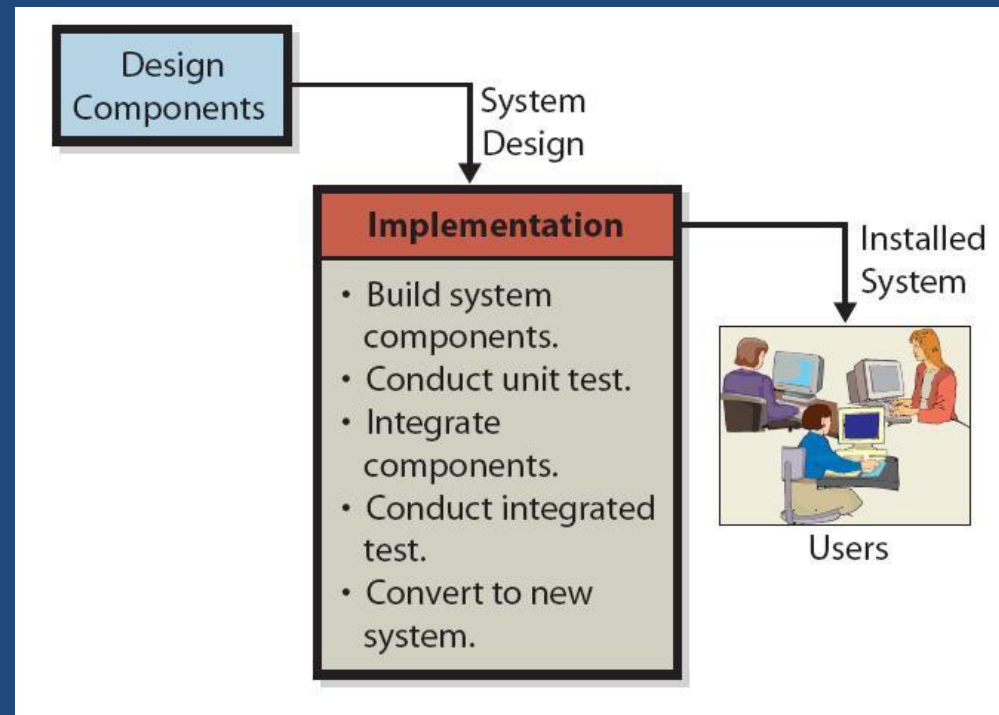 Design
Components
System
Design
Implementation
• Build system
components.
• Conduct unit test.
• Integrate
components.
• Conduct integrated
test.
• Convert to new
system.
Installed
System
Users